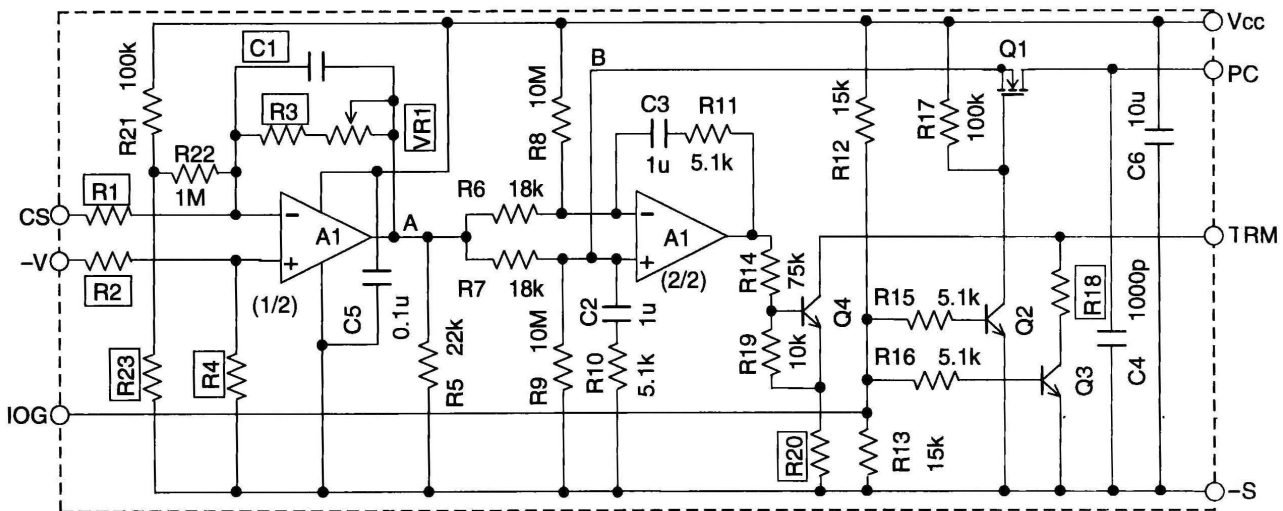 Vcc
C1
B
Q1
PC
100k
R21
R3
VR1
10M
R8
C3
R11
1u
5.1k
15k
R12
R17
100k
10u
C6
R22
1M
R1
CS
R6
18k
A
A1
(1/2)
A1
(2/2)
TRM
-V
R2
R7
18k
R14
75k
Q4
R15
5.1k
Q2
R18
1000p
C4
C5
0.1u
22k
R5
10M
R9
C2
1u
R10
5.1k
R19
10k
R16
5.1k
Q3
R23
R4
IOG
R20
R13
15k
-S